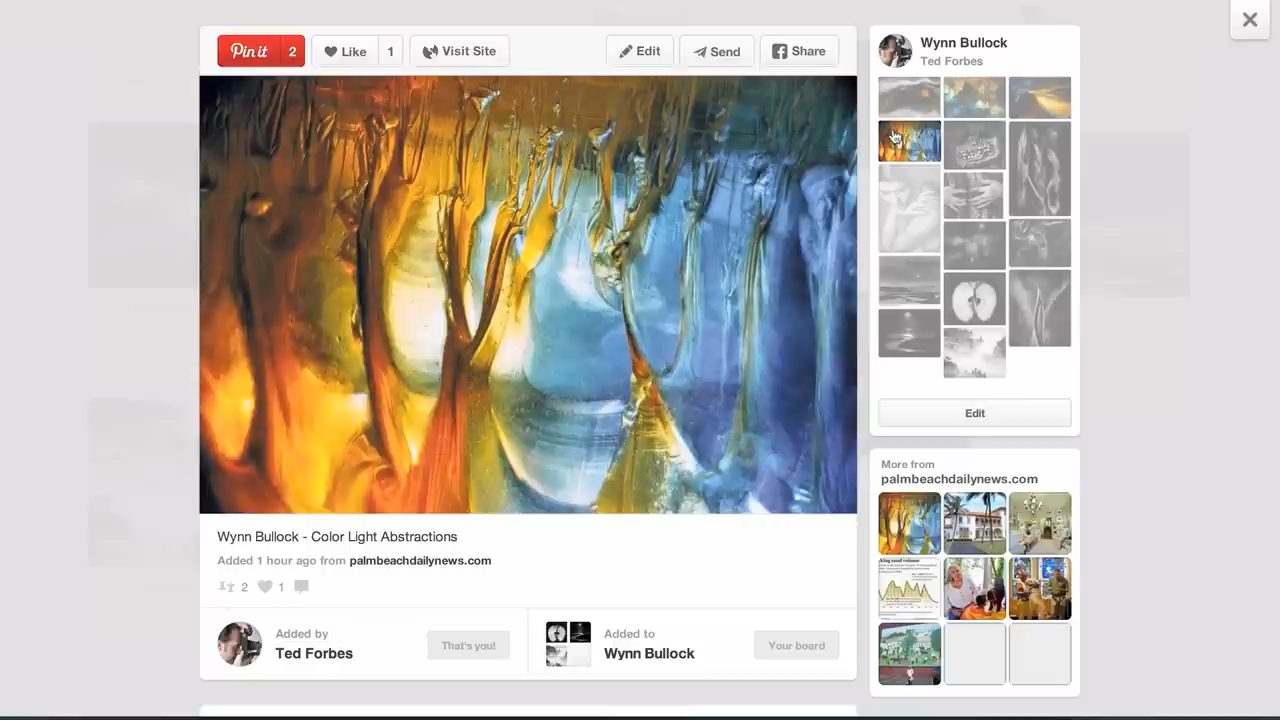 Pin it 2
Like 1
Visit Site
Edit
Send
Share
Wynn Bullock - Color Light Abstractions
Added 1 hour ago from palmbeachdailynews.com
2 1
Added by
Ted Forbes
That's you!
Added to
Wynn Bullock
Your board
Wynn Bullock
Ted Forbes
Edit
More from
palmbeachdailynews.com